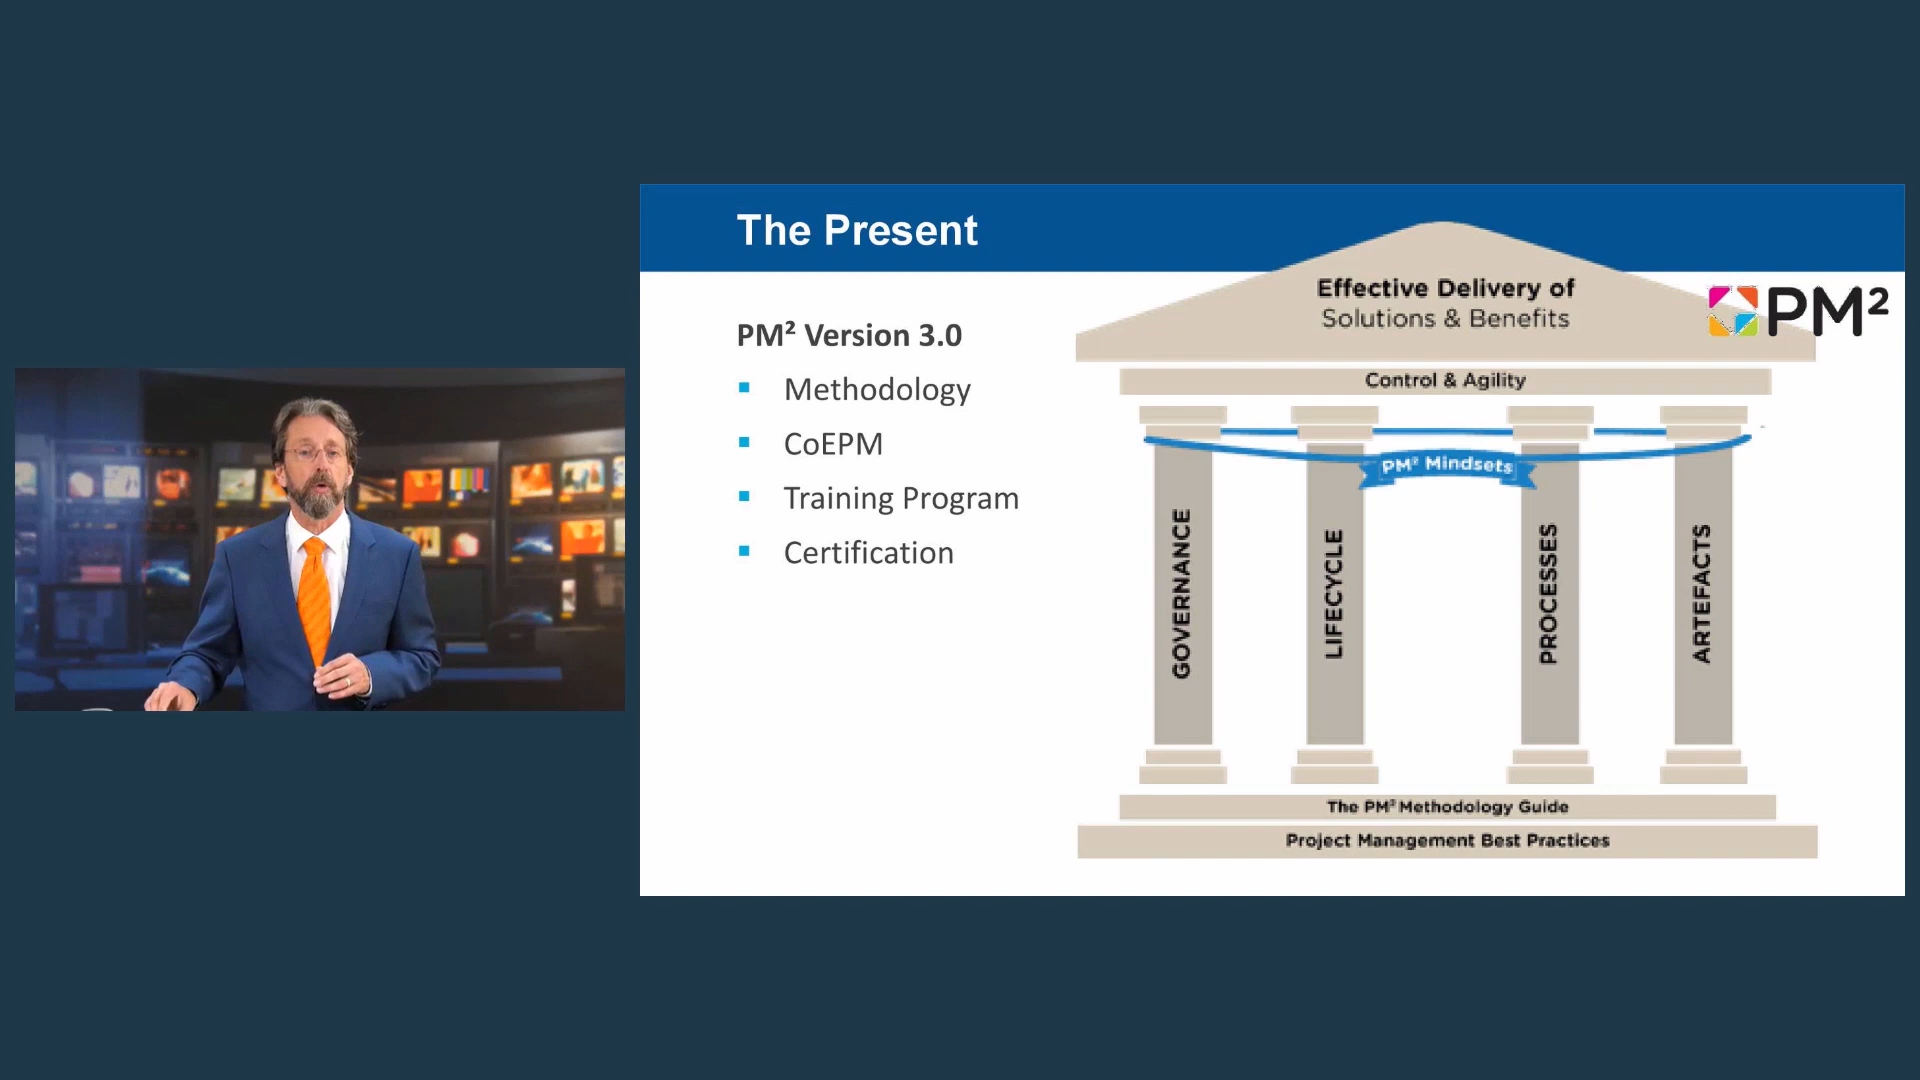 The Present
PM² Version 3.0
Methodology
CoEPM
Training Program
Certification
Effective Delivery of
Solutions & Benefits
PM²
Control & Agility
PM² Mindsets
GOVERNANCE
LIFECYCLE
PROCESSES
ARTEFACTS
The PM² Methodology Guide
Project Management Best Practices